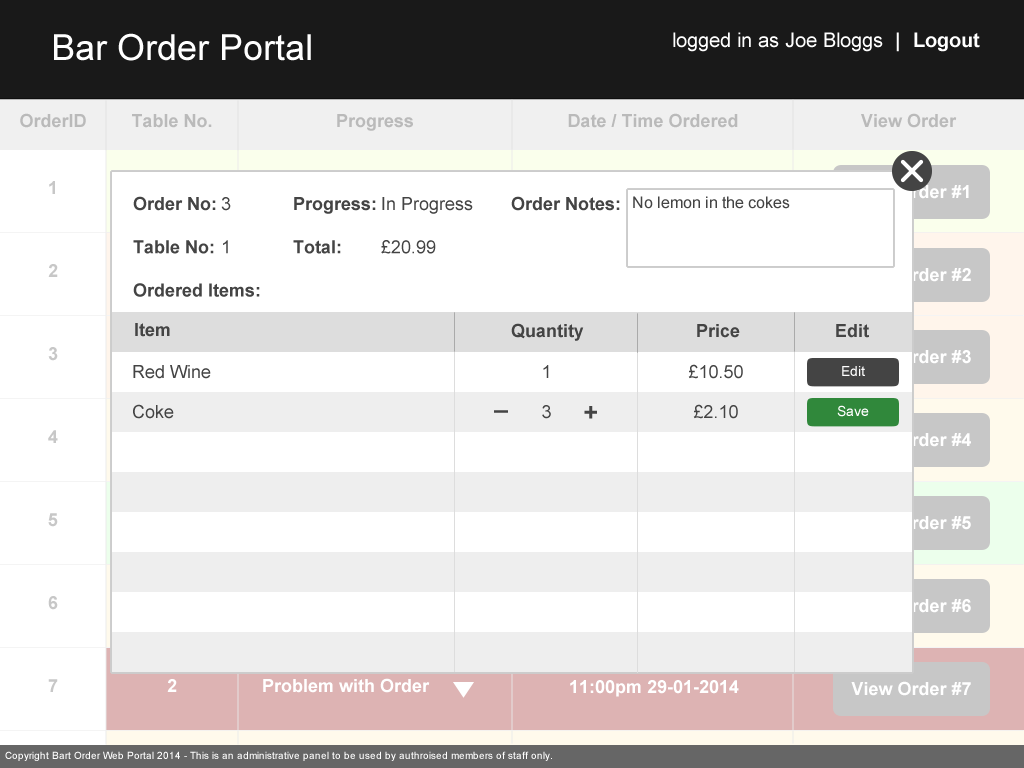 Bar Order Portal
logged in as Joe Bloggs | Logout
OrderID Table No. Progress Date / Time Ordered View Order
1 rder #1
Order No: 3 Progress: In Progress Order Notes: No lemon in the cokes
Table No: 1 Total: £20.99
2 rder #2
Ordered Items:
Item Quantity Price Edit
3 rder #3
Red Wine 1 £10.50 Edit
Coke − 3 + £2.10 Save
4 rder #4
5 rder #5
6 rder #6
7 2 Problem with Order 11:00pm 29-01-2014 View Order #7
Copyright Bart Order Web Portal 2014 - This is an administrative panel to be used by authroised members of staff only.